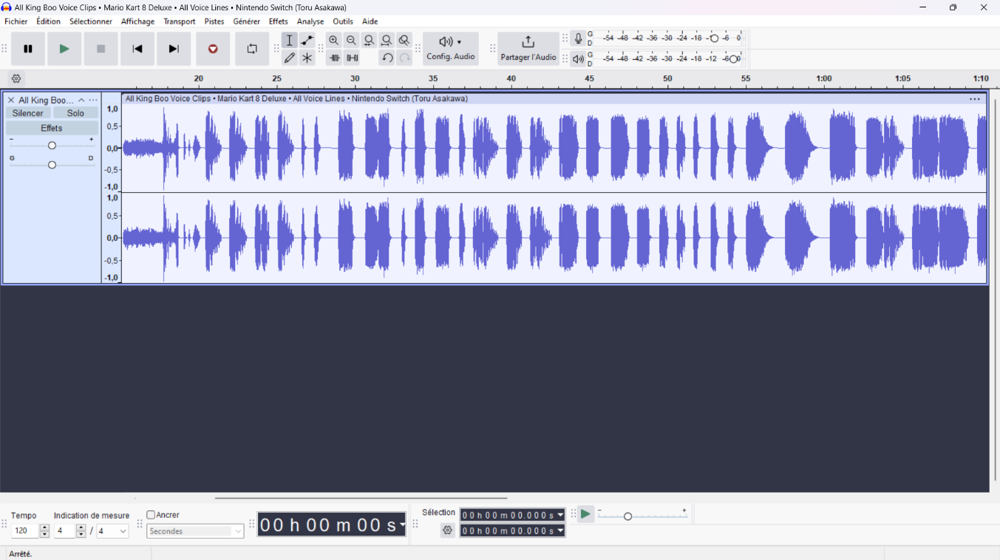 All King Boo Voice Clips • Mario Kart 8 Deluxe • All Voice Lines • Nintendo Switch (Toru Asakawa)
Fichier Édition Sélectionner Affichage Transport Pistes Générer Effets Analyse Outils Aide
Config. Audio
Partager l'Audio
G
D
-54 -48 -42 -36 -30 -24 -18 -12 -6 0
G
D
-54 -48 -42 -36 -30 -24 -18 -12 -6 0
20 25 30 35 40 45 50 55 1:00 1:05 1:10
All King Boo...
Silencer Solo
Effets
- +
G D
All King Boo Voice Clips • Mario Kart 8 Deluxe • All Voice Lines • Nintendo Switch (Toru Asakawa)
1,0
0,5-
0,0-
-0,5-
-1,0
1,0
0,5-
0,0-
-0,5-
-1,0
Tempo
120
Indication de mesure
4 / 4
Ancrer
Secondes
00 h 00 m 00 s
Sélection
00 h 00 m 00.000 s
00 h 00 m 00.000 s
- +
Arrêté.